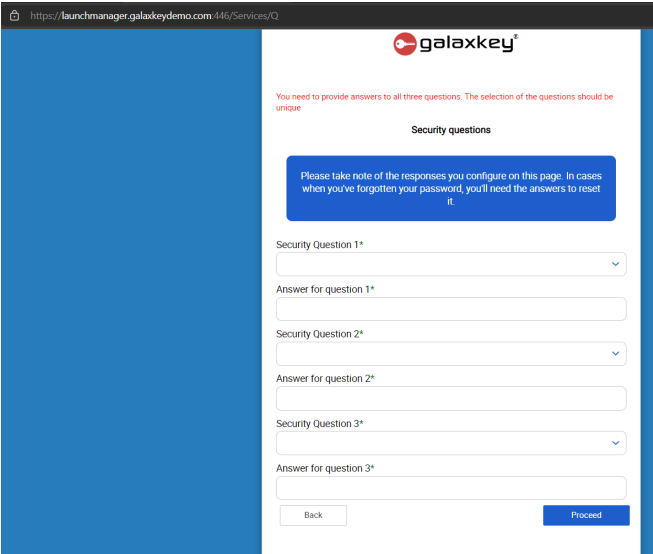 https://launchmanager.galaxkeydemo.com:446/Services/Q
galaxkey®
You need to provide answers to all three questions. The selection of the questions should be
unique
Security questions
Please take note of the responses you configure on this page. In cases
when you've forgotten your password, you'll need the answers to reset
it.
Security Question 1*
Answer for question 1*
Security Question 2*
Answer for question 2*
Security Question 3*
Answer for question 3*
Back
Proceed